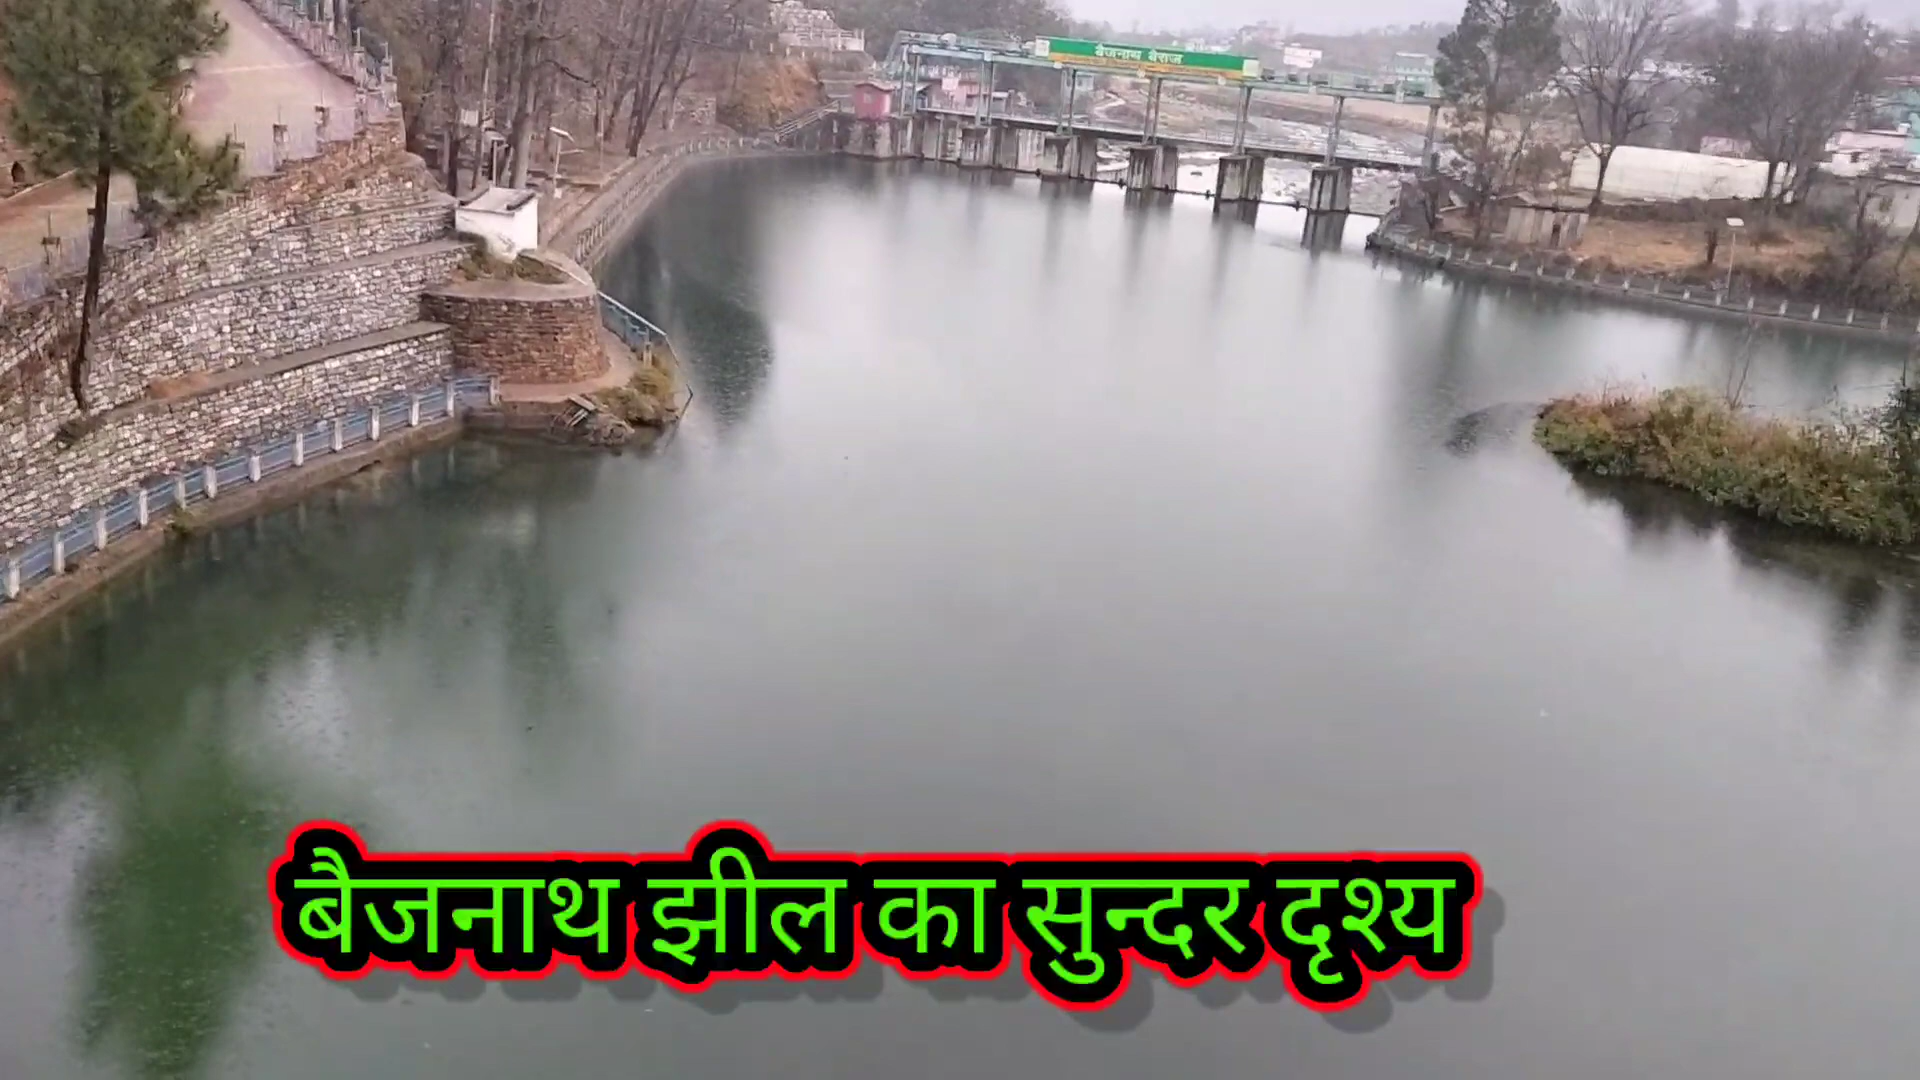 बैजनाथ बैराज
बैजनाथ झील का सुन्दर दृश्य